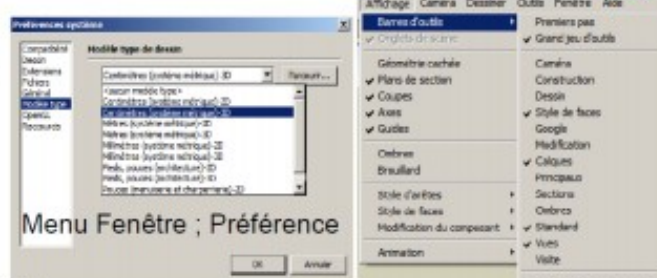 Préférences système
Compatibilité
Dessin
Extensions
Fichiers
Général
Modèle type
OpenGL
Raccourcis
Modèle type de dessin
Centimètres (système métrique)-3D
Parcourir...
<aucun modèle type>
Centimètres (système métrique)-2D
Centimètres (système métrique)-3D
Mètres (système métrique)-2D
Mètres (système métrique)-3D
Millimètres (système métrique)-2D
Millimètres (système métrique)-3D
Pieds, pouces (architecture)-2D
Pieds, pouces (architecture)-3D
Pouces (menuiserie et charpenterie)-2D
Menu Fenêtre ; Préférence
OK
Annuler
Affichage Caméra Dessiner Outils Fenêtre Aide
Barres d'outils
Onglets de scène
Géométrie cachée
Plans de section
Coupes
Axes
Guides
Ombres
Brouillard
Style d'arêtes
Style de faces
Modification du composant
Animation
Premiers pas
Grand jeu d'outils
Caméra
Construction
Dessin
Style de faces
Google
Modification
Calques
Principaux
Sections
Ombres
Standard
Vues
Visite